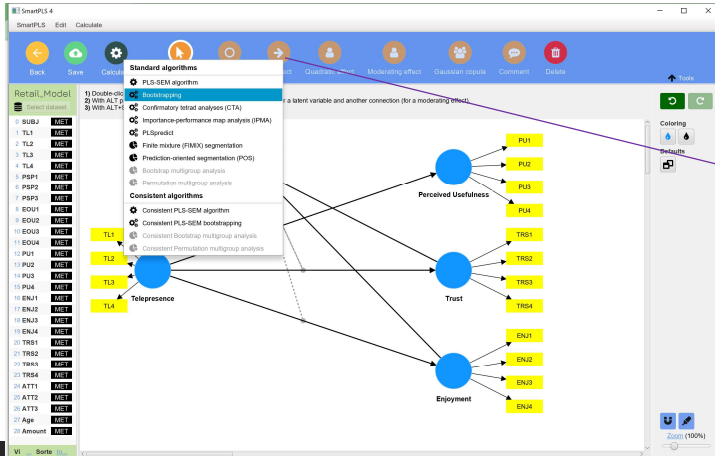 SmartPLS 4
SmartPLS Edit Calculate
Back Save Calcula ect Quadratic effect Moderating effect Gaussian copula Comment Delete
Tools
Standard algorithms
PLS-SEM algorithm
Bootstrapping
Confirmatory tetrad analyses (CTA)
Importance-performance map analysis (IPMA)
PLSpredict
Finite mixture (FIMIX) segmentation
Prediction-oriented segmentation (POS)
Bootstrap multigroup analysis
Permutation multigroup analysis
Consistent algorithms
Consistent PLS-SEM algorithm
Consistent PLS-SEM bootstrapping
Consistent Bootstrap multigroup analysis
Consistent Permutation multigroup analysis
Retail_Model
Select dataset
1) Double-clic
2) With ALT p r a latent variable and another connection (for a moderating effect).
3) With ALT+S
0 SUBJ MET
1 TL1 MET
2 TL2 MET
3 TL3 MET
4 TL4 MET
5 PSP1 MET
6 PSP2 MET
7 PSP3 MET
8 EOU1 MET
9 EOU2 MET
10 EOU3 MET
11 EOU4 MET
12 PU1 MET
13 PU2 MET
14 PU3 MET
15 PU4 MET
16 ENJ1 MET
17 ENJ2 MET
18 ENJ3 MET
19 ENJ4 MET
20 TRS1 MET
21 TRS2 MET
22 TRS3 MET
23 TRS4 MET
24 ATT1 MET
25 ATT2 MET
26 ATT3 MET
27 Age MET
28 Amount MET
Vi ... Sorte In...
TL1
TL2
TL3
TL4
Telepresence
PU1
PU2
PU3
PU4
Perceived Usefulness
TRS1
TRS2
TRS3
TRS4
Trust
ENJ1
ENJ2
ENJ3
ENJ4
Enjoyment
Coloring
Defaults
Zoom (100%)